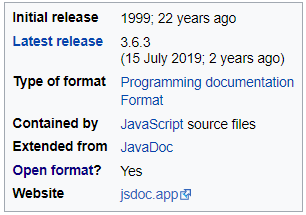 Initial release 1999; 22 years ago
Latest release 3.6.3
(15 July 2019; 2 years ago)
Type of format Programming documentation
Format
Contained by JavaScript source files
Extended from JavaDoc
Open format? Yes
Website jsdoc.app